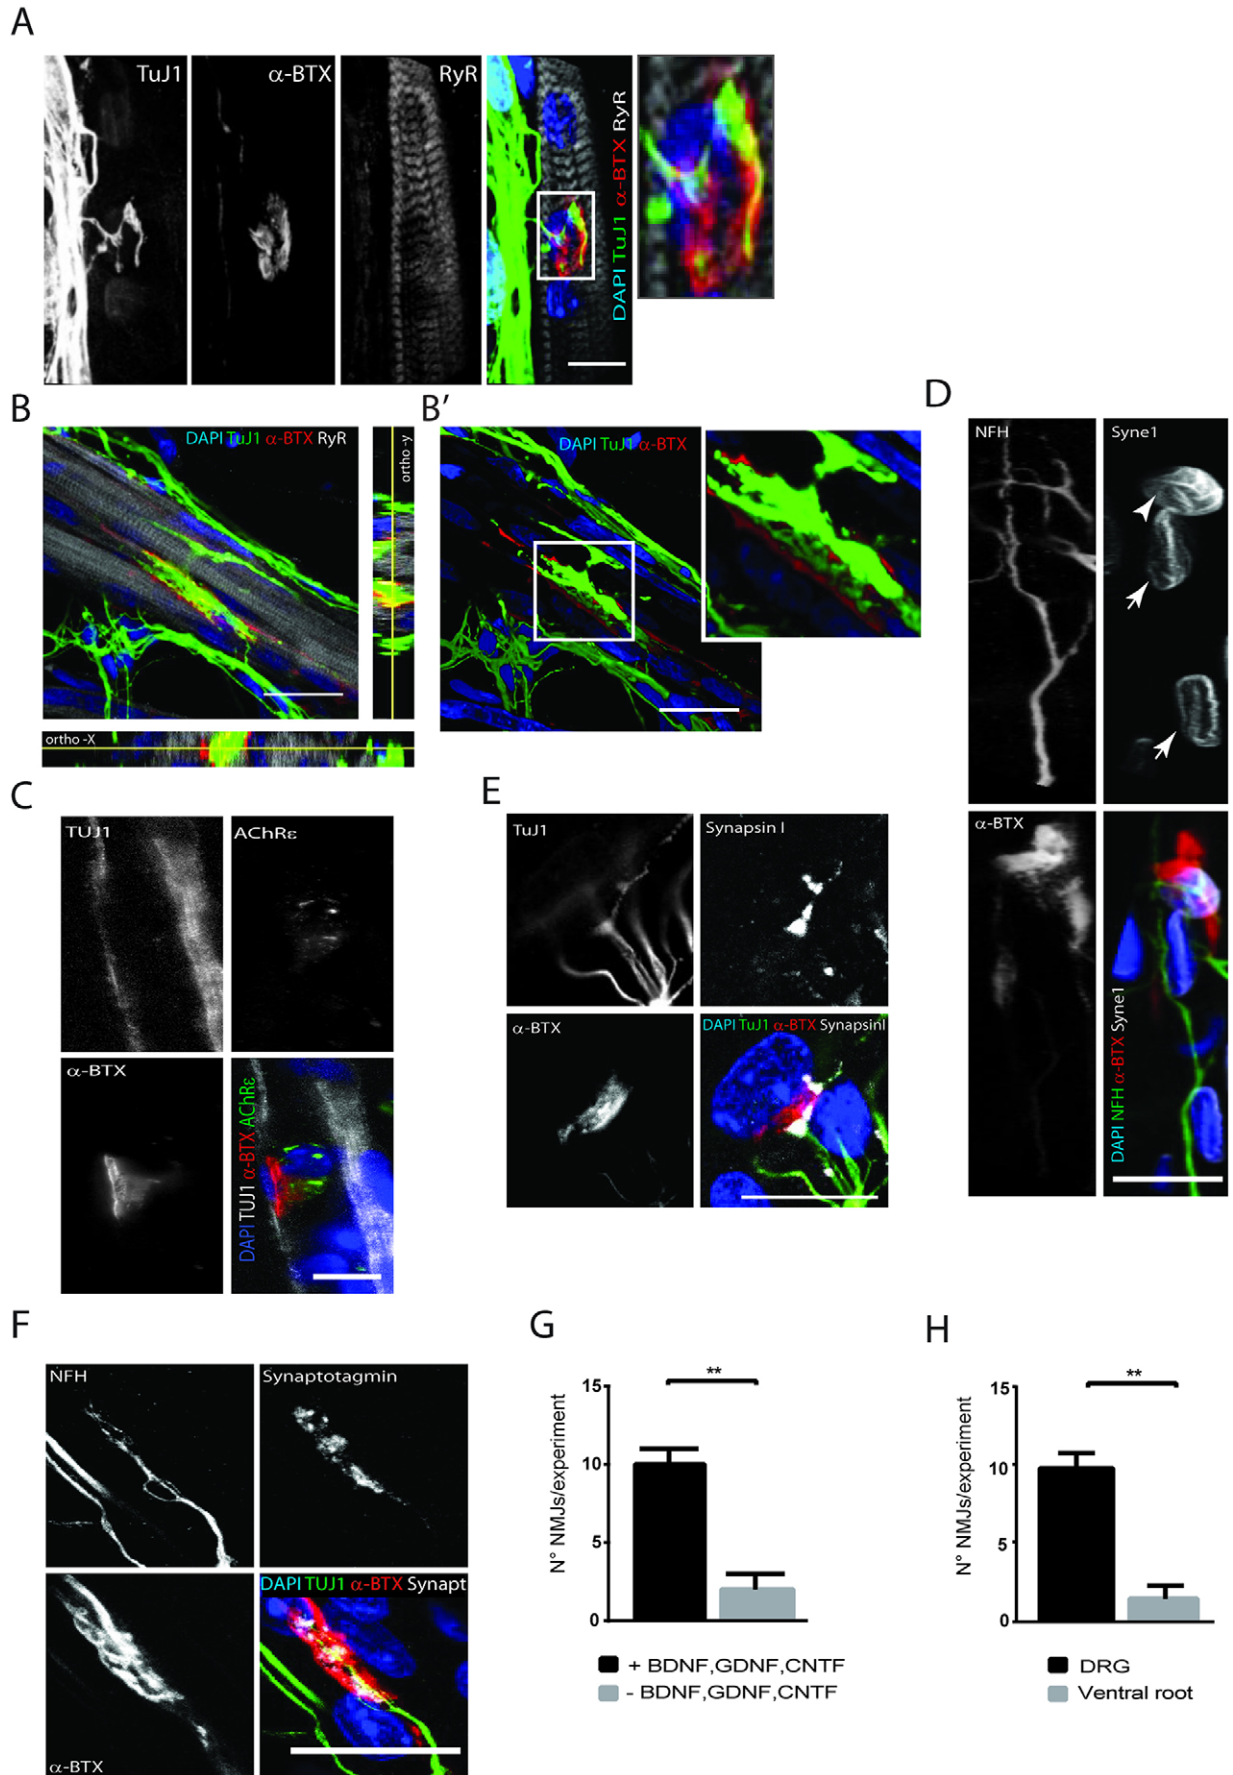 A
TuJ1
α-BTX
RyR
DAPI TuJ1 α-BTX RyR
B
DAPI TuJ1 α-BTX RyR
ortho -y
ortho -X
B′
DAPI TuJ1 α-BTX
D
NFH
Syne1
α-BTX
DAPI NFH α-BTX Syne1
C
TUJ1
AChRε
α-BTX
DAPI TUJ1 α-BTX AChRε
E
TuJ1
Synapsin I
α-BTX
DAPI TuJ1 α-BTX SynapsinI
F
NFH
Synaptotagmin
α-BTX
DAPI TUJ1 α-BTX Synapt
G
**
N° NMJs/experiment
15
10
5
0
+ BDNF,GDNF,CNTF
- BDNF,GDNF,CNTF
H
**
N° NMJs/experiment
15
10
5
0
DRG
Ventral root